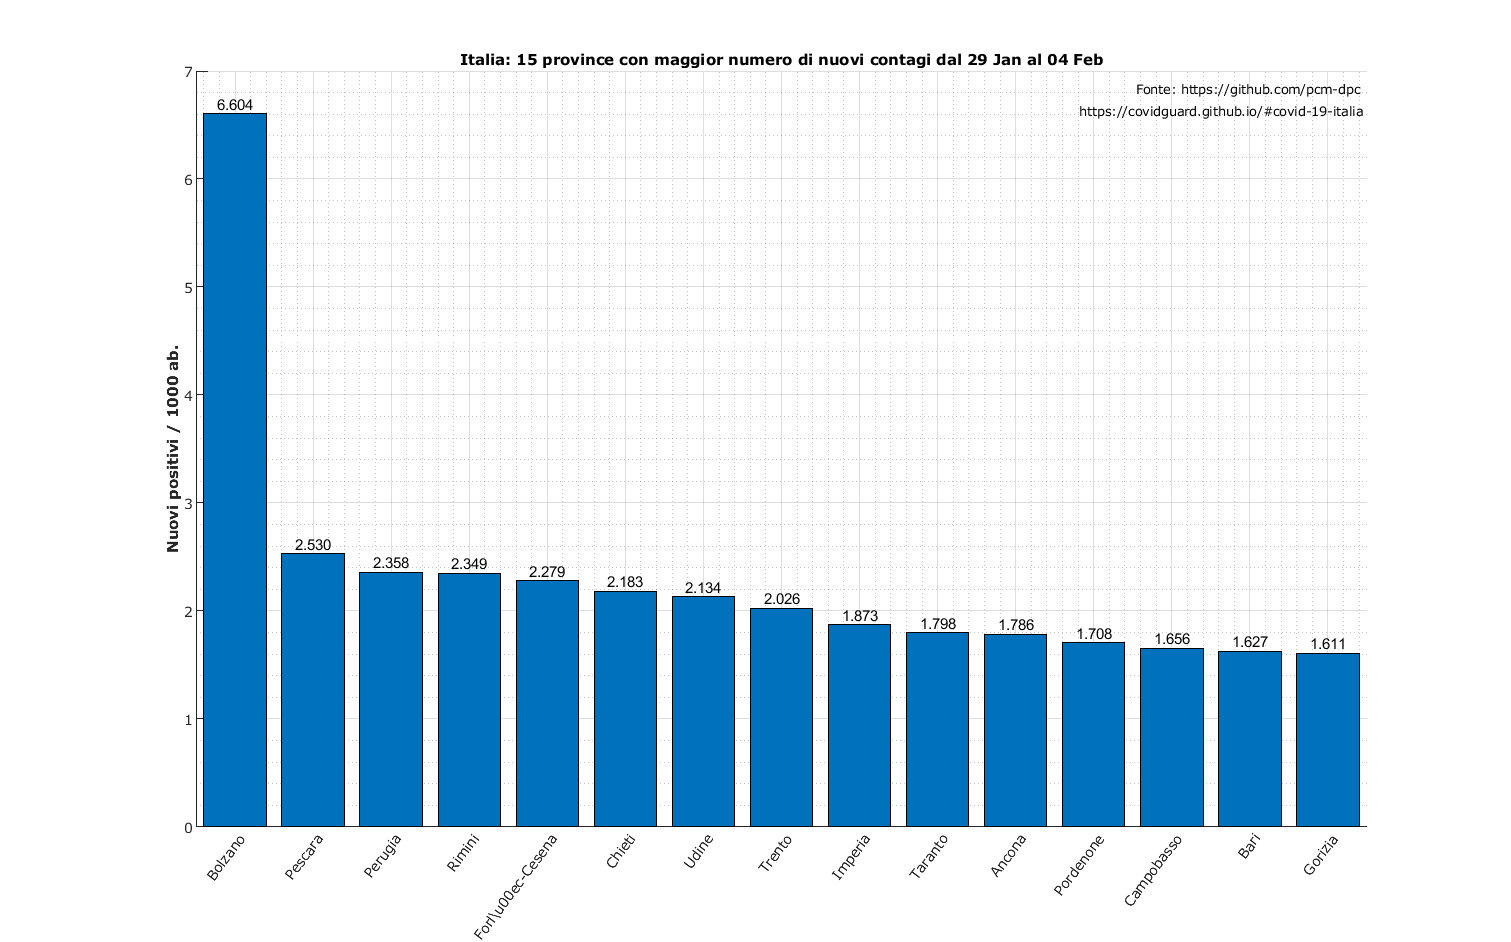 Italia: 15 province con maggior numero di nuovi contagi dal 29 Jan al 04 Feb
Fonte: https://github.com/pcm-dpc
https://covidguard.github.io/#covid-19-italia
Nuovi positivi / 1000 ab.
7
6
5
4
3
2
1
0
6.604
2.530
2.358
2.349
2.279
2.183
2.134
2.026
1.873
1.798
1.786
1.708
1.656
1.627
1.611
Bolzano
Pescara
Perugia
Rimini
Forl\u00ec-Cesena
Chieti
Udine
Trento
Imperia
Taranto
Ancona
Pordenone
Campobasso
Bari
Gorizia